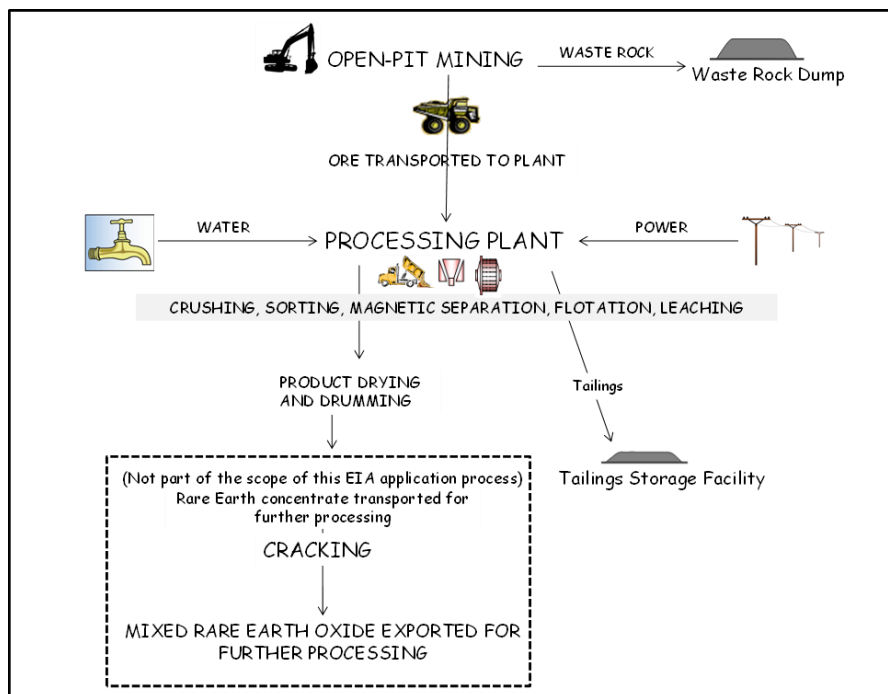 OPEN-PIT MINING
WASTE ROCK
Waste Rock Dump
ORE TRANSPORTED TO PLANT
WATER
PROCESSING PLANT
POWER
CRUSHING, SORTING, MAGNETIC SEPARATION, FLOTATION, LEACHING
PRODUCT DRYING
AND DRUMMING
Tailings
Tailings Storage Facility
(Not part of the scope of this EIA application process)
Rare Earth concentrate transported for
further processing
CRACKING
MIXED RARE EARTH OXIDE EXPORTED FOR
FURTHER PROCESSING